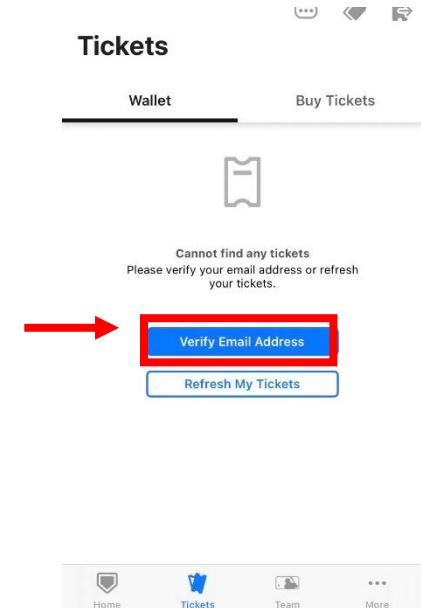 Tickets
Wallet
Buy Tickets
Cannot find any tickets
Please verify your email address or refresh
your tickets.
Verify Email Address
Refresh My Tickets
Home
Tickets
Team
More